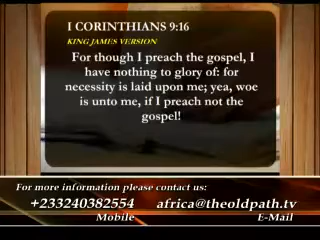 I CORINTHIANS 9:16
KING JAMES VERSION
For though I preach the gospel, I
have nothing to glory of: for
necessity is laid upon me; yea, woe
is unto me, if I preach not the
gospel!
For more information please contact us:
+233240382554 africa@theoldpath.tv
Mobile E-Mail